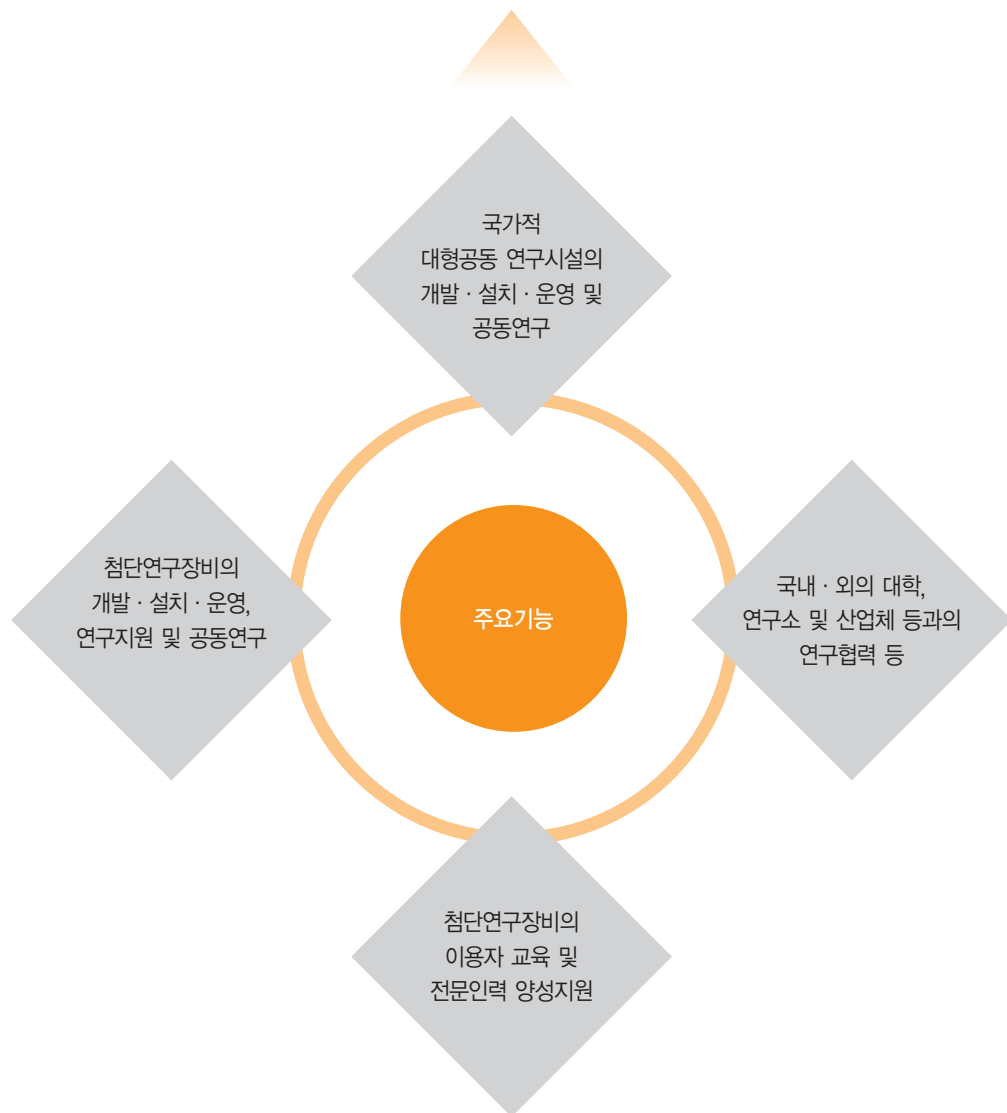 국가적
대형공동 연구시설의
개발 · 설치 · 운영 및
공동연구
첨단연구장비의
개발 · 설치 · 운영,
연구지원 및 공동연구
주요기능
국내 · 외의 대학,
연구소 및 산업체 등과의
연구협력 등
첨단연구장비의
이용자 교육 및
전문인력 양성지원